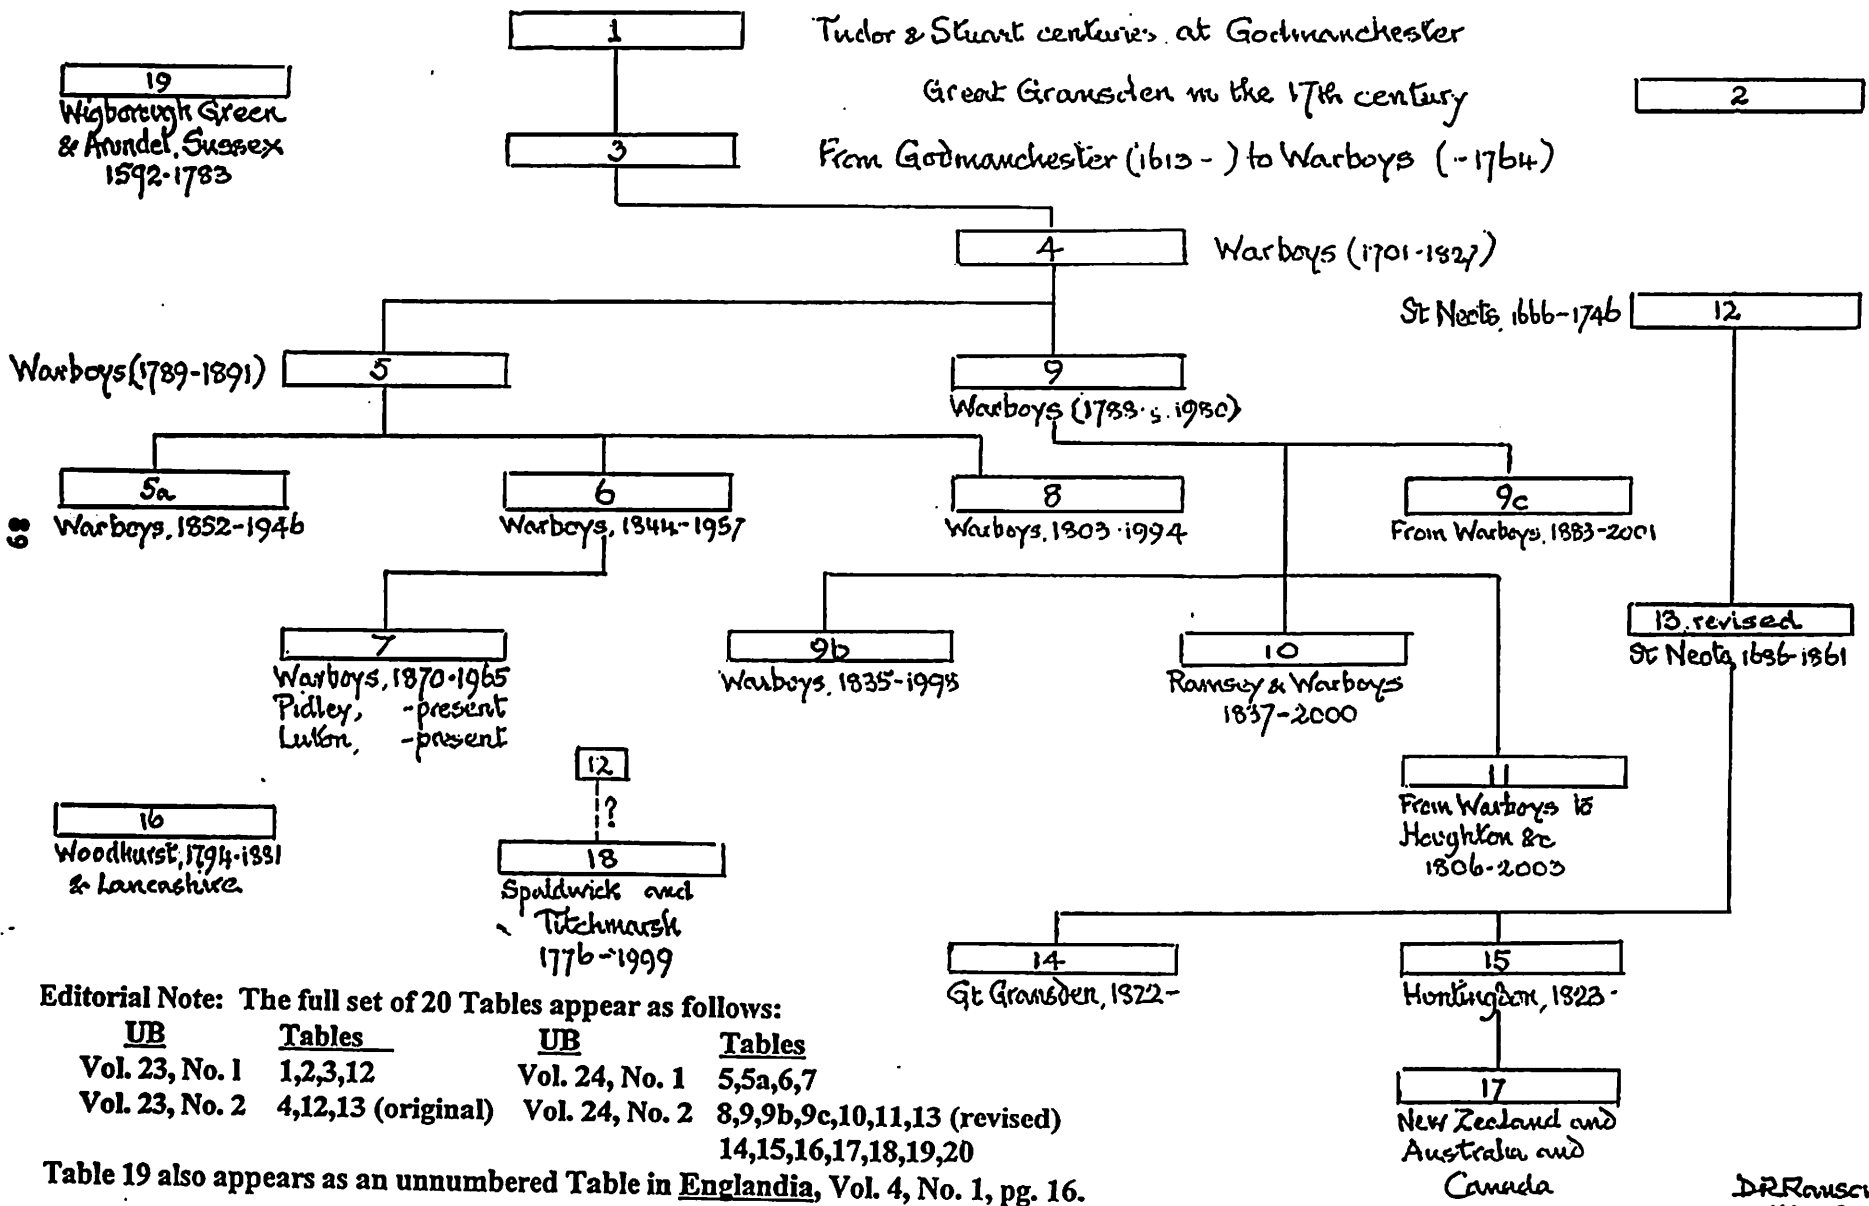 1 Tudor & Stuart centuries at Godmanchester
19
Wigborough Green
& Arundel, Sussex
1592-1783
Great Gransden in the 17th century
2
3 From Godmanchester (1613 - ) to Warboys ( -1764)
4 Warboys (1701-1827)
St Neots, 1666-1746 12
Warboys (1789-1891) 5
9
Warboys (1788- 1980)
5a
Warboys, 1852-1946
6
Warboys, 1844-1957
8
Warboys, 1803-1994
9c
From Warboys, 1883-2001
68
7
Warboys, 1870-1965
Pidley, -present
Luton, -present
9b
Warboys, 1835-1995
10
Ramsey & Warboys
1837-2000
13 revised
St Neots, 1686-1861
12
?
18
Spaldwick and
Titchmarsh
1776-1999
11
From Warboys to
Houghton &c
1806-2003
16
Woodhurst, 1794-1881
& Lancashire
14
Gt Gransden, 1822-
15
Huntingdon, 1823-
17
New Zealand and
Australia and
Canada
Editorial Note: The full set of 20 Tables appear as follows:
UB Tables UB Tables
Vol. 23, No. 1 1,2,3,12 Vol. 24, No. 1 5,5a,6,7
Vol. 23, No. 2 4,12,13 (original) Vol. 24, No. 2 8,9,9b,9c,10,11,13 (revised)
14,15,16,17,18,19,20
Table 19 also appears as an unnumbered Table in Englandia, Vol. 4, No. 1, pg. 16.